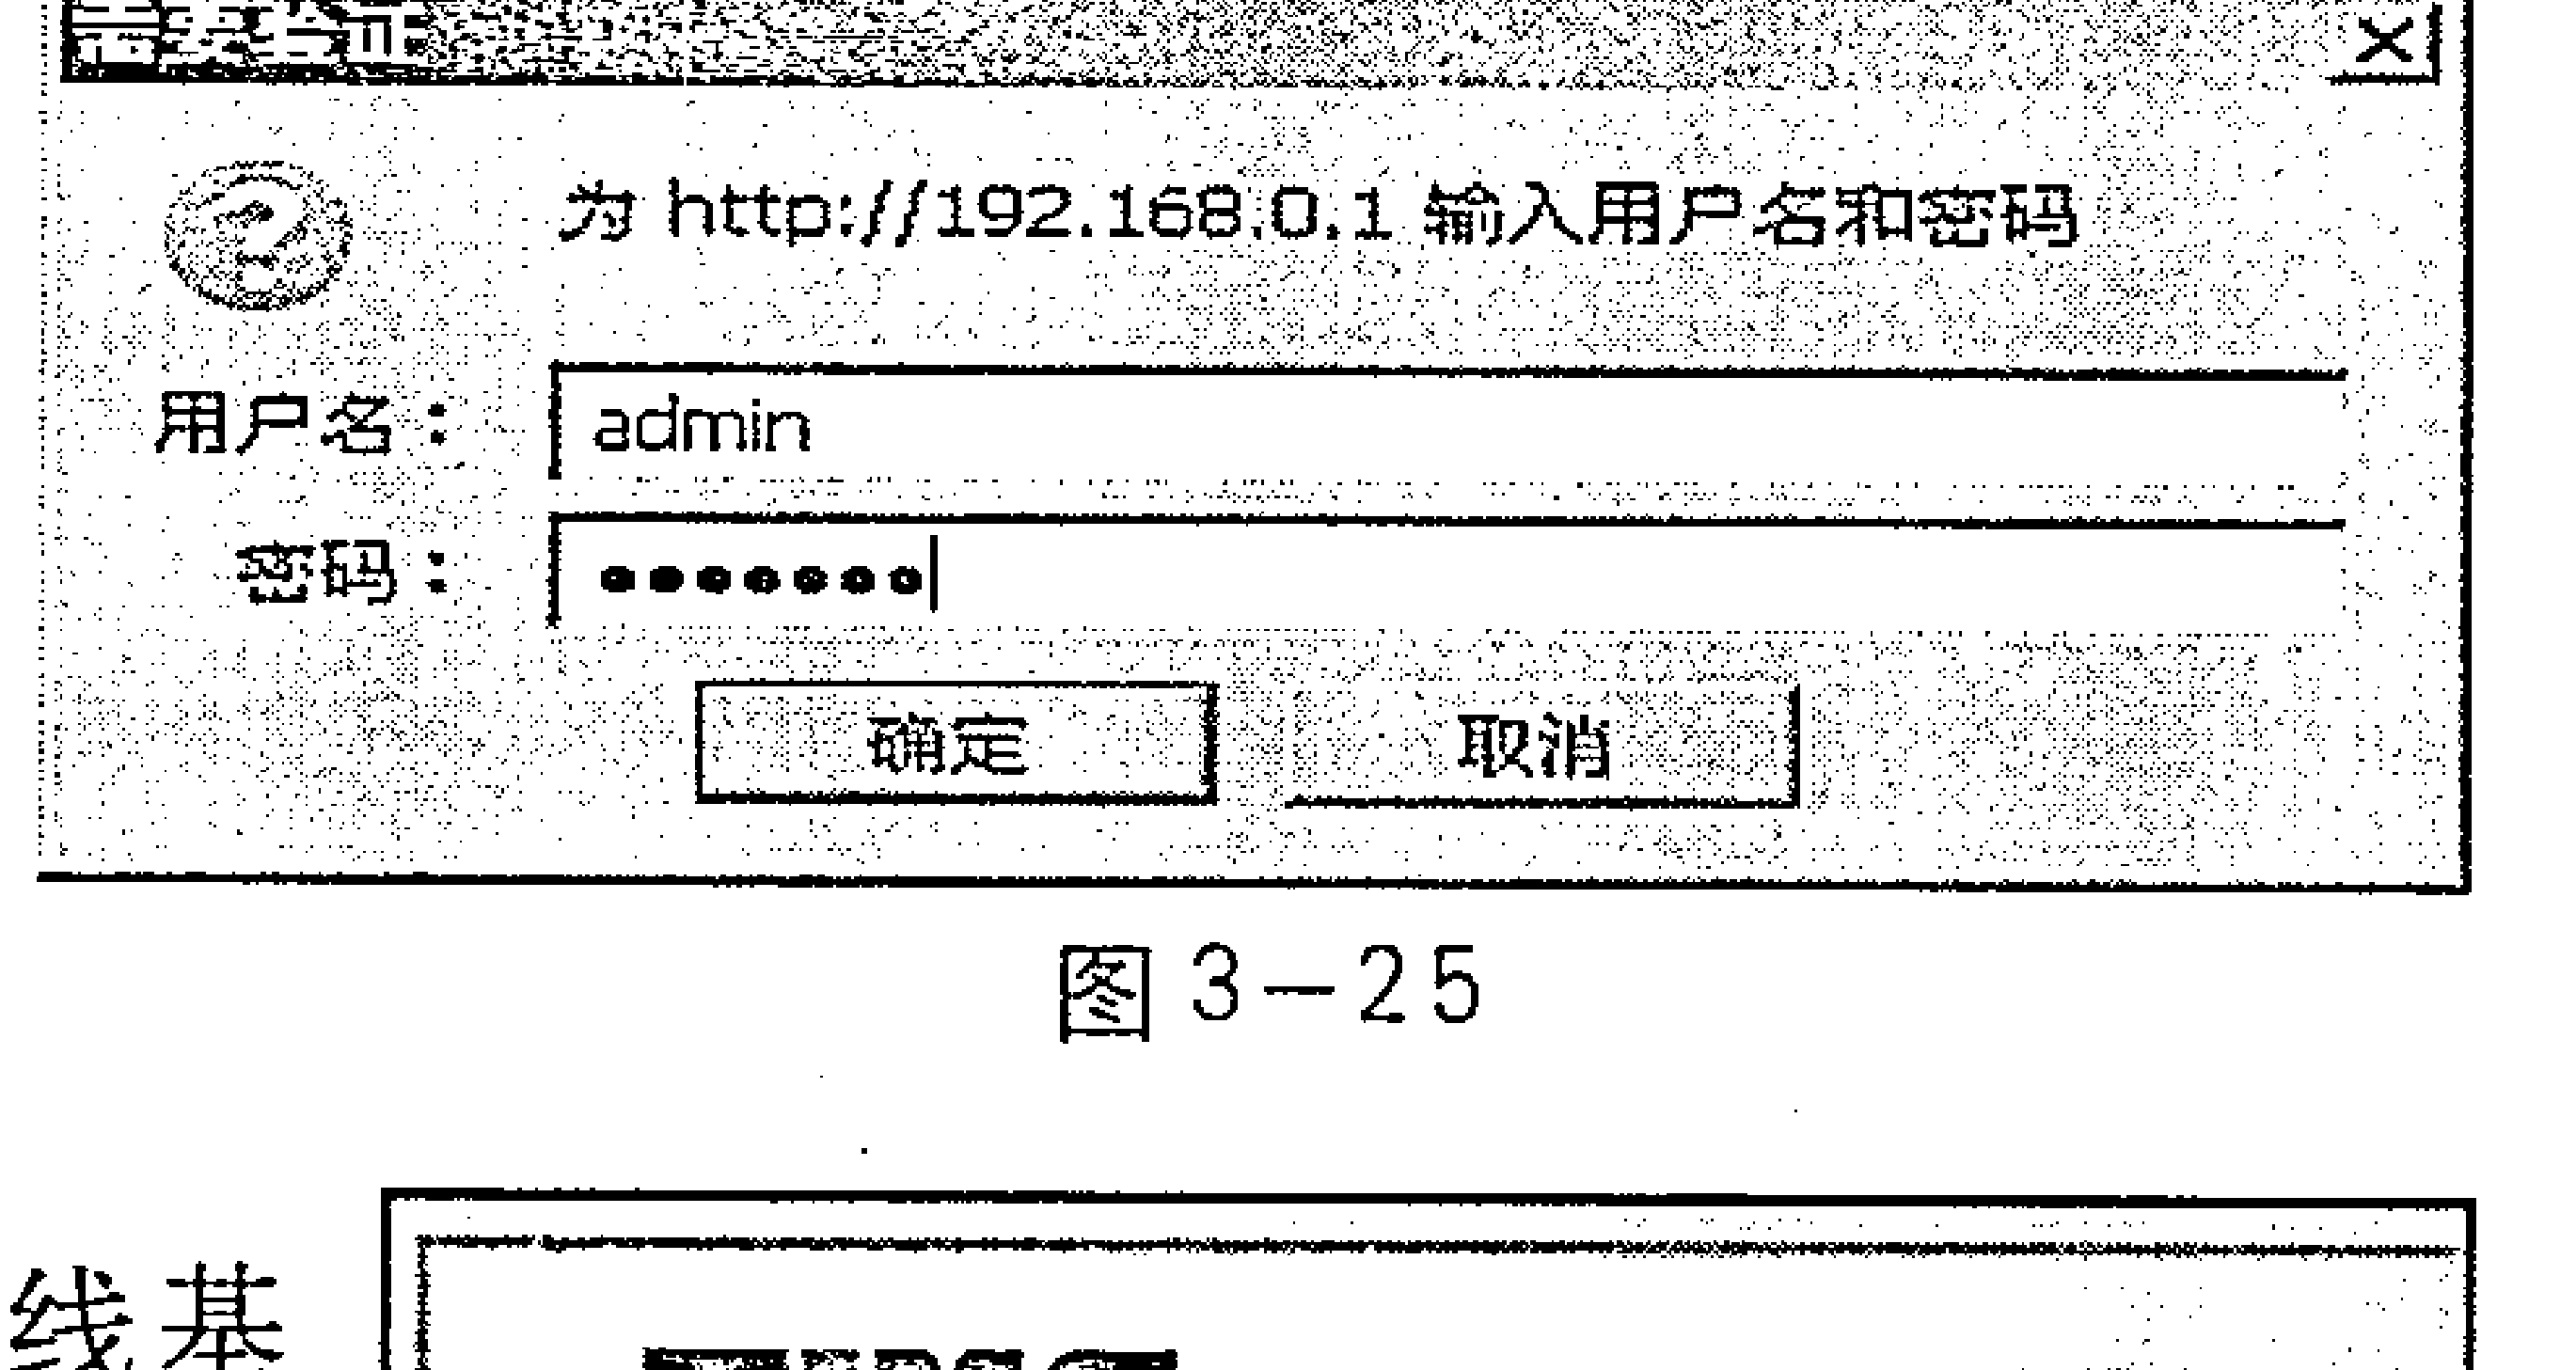 为 http://192.168.0.1 输入用户名和密码
用户名： admin
密码： •••••••
确定 取消
图 3-25
线基